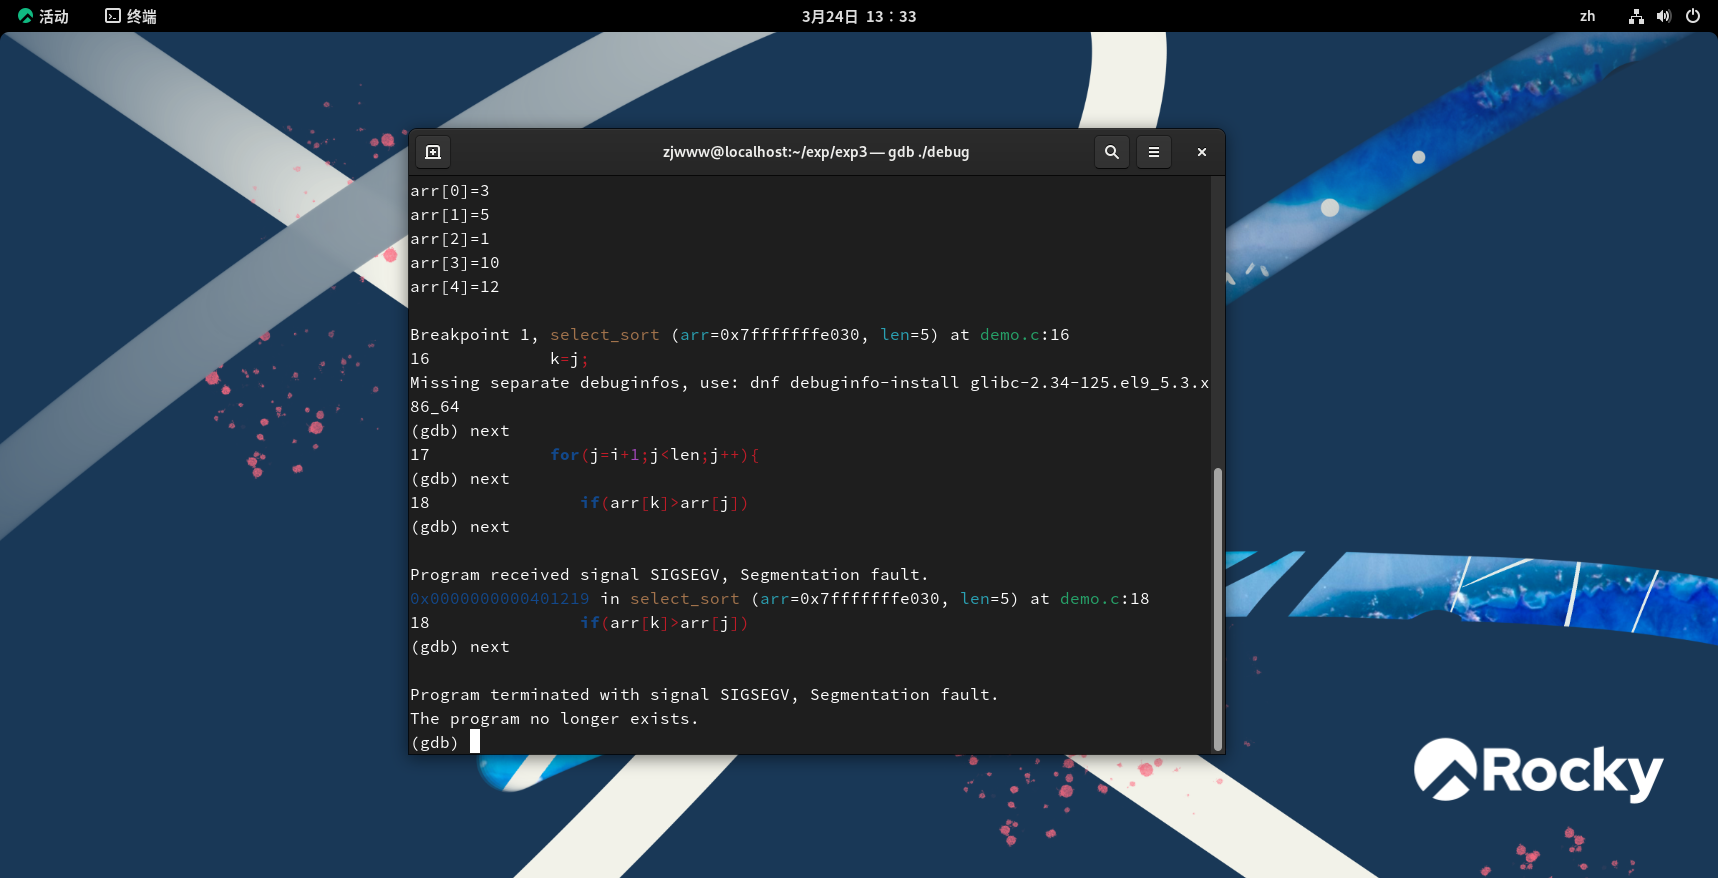 活动 终端 3月24日 13：33 zh
zjwww@localhost:~/exp/exp3 — gdb ./debug
arr[0]=3
arr[1]=5
arr[2]=1
arr[3]=10
arr[4]=12
Breakpoint 1, select_sort (arr=0x7fffffffe030, len=5) at demo.c:16
16            k=j;
Missing separate debuginfos, use: dnf debuginfo-install glibc-2.34-125.el9_5.3.x
86_64
(gdb) next
17            for(j=i+1;j<len;j++){
(gdb) next
18               if(arr[k]>arr[j])
(gdb) next
Program received signal SIGSEGV, Segmentation fault.
0x0000000000401219 in select_sort (arr=0x7fffffffe030, len=5) at demo.c:18
18               if(arr[k]>arr[j])
(gdb) next
Program terminated with signal SIGSEGV, Segmentation fault.
The program no longer exists.
(gdb)
Rocky